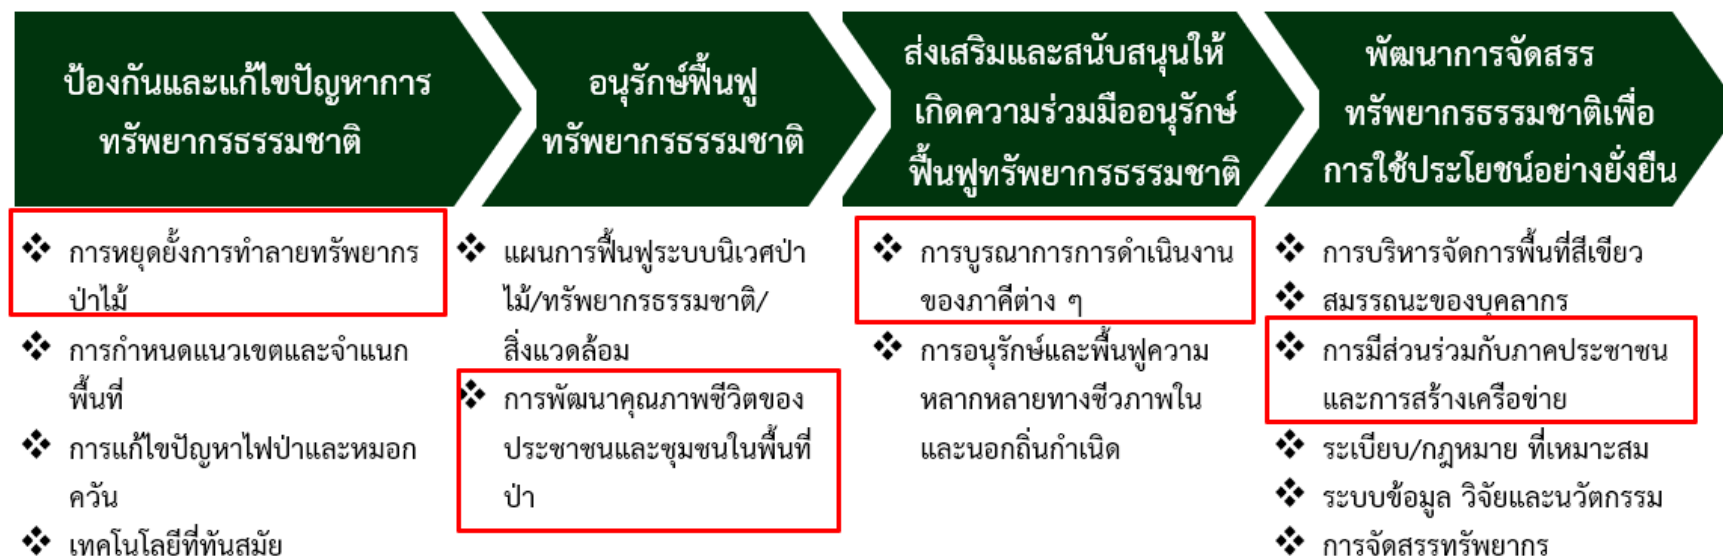 ป้องกันและแก้ไขปัญหาการ
ทรัพยากรธรรมชาติ
อนุรักษ์ฟื้นฟู
ทรัพยากรธรรมชาติ
ส่งเสริมและสนับสนุนให้
เกิดความร่วมมืออนุรักษ์
ฟื้นฟูทรัพยากรธรรมชาติ
พัฒนาการจัดสรร
ทรัพยากรธรรมชาติเพื่อ
การใช้ประโยชน์อย่างยั่งยืน
❖ การหยุดยั้งการทำลายทรัพยากร
ป่าไม้
❖ การกำหนดแนวเขตและจำแนก
พื้นที่
❖ การแก้ไขปัญหาไฟป่าและหมอก
ควัน
❖ เทคโนโลยีที่ทันสมัย
❖ แผนการฟื้นฟูระบบนิเวศป่า
ไม้/ทรัพยากรธรรมชาติ/
สิ่งแวดล้อม
❖ การพัฒนาคุณภาพชีวิตของ
ประชาชนและชุมชนในพื้นที่
ป่า
❖ การบูรณาการการดำเนินงาน
ของภาคีต่าง ๆ
❖ การอนุรักษ์และพื้นฟูความ
หลากหลายทางชีวภาพใน
และนอกถิ่นกำเนิด
❖ การบริหารจัดการพื้นที่สีเขียว
❖ สมรรถนะของบุคลากร
❖ การมีส่วนร่วมกับภาคประชาชน
และการสร้างเครือข่าย
❖ ระเบียบ/กฎหมาย ที่เหมาะสม
❖ ระบบข้อมูล วิจัยและนวัตกรรม
❖ การจัดสรรทรัพยากร